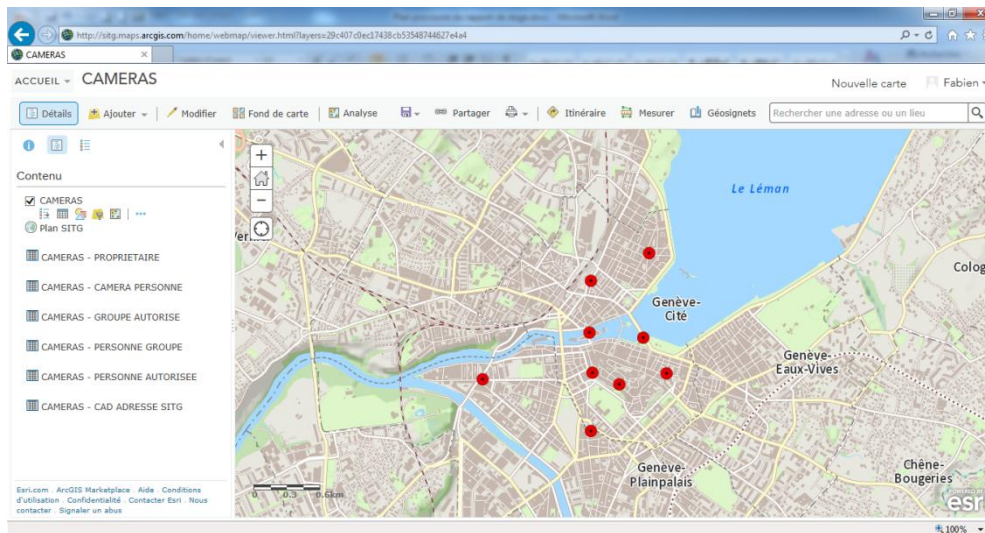 http://sitg.maps.arcgis.com/home/webmap/viewer.html?layers=29c407c0ec17438cb53548744627e4a4
CAMERAS
ACCUEIL CAMERAS
Nouvelle carte Fabien
Détails Ajouter Modifier Fond de carte Analyse Partager Itinéraire Mesurer Géosignets Rechercher une adresse ou un lieu
Contenu
CAMERAS
Plan SITG
CAMERAS - PROPRIETAIRE
CAMERAS - CAMERA PERSONNE
CAMERAS - GROUPE AUTORISE
CAMERAS - PERSONNE GROUPE
CAMERAS - PERSONNE AUTORISEE
CAMERAS - CAD ADRESSE SITG
Esri.com . ArcGIS Marketplace . Aide . Conditions
d'utilisation . Confidentialité . Contacter Esri . Nous
contacter . Signaler un abus
Le Léman
Colog
Genève-
Cité
Genève-
Eaux-Vives
Genève-
Plainpalais
Chêne-
Bougeries
0 0.3 0.6km
POWERED BY
esri
100%